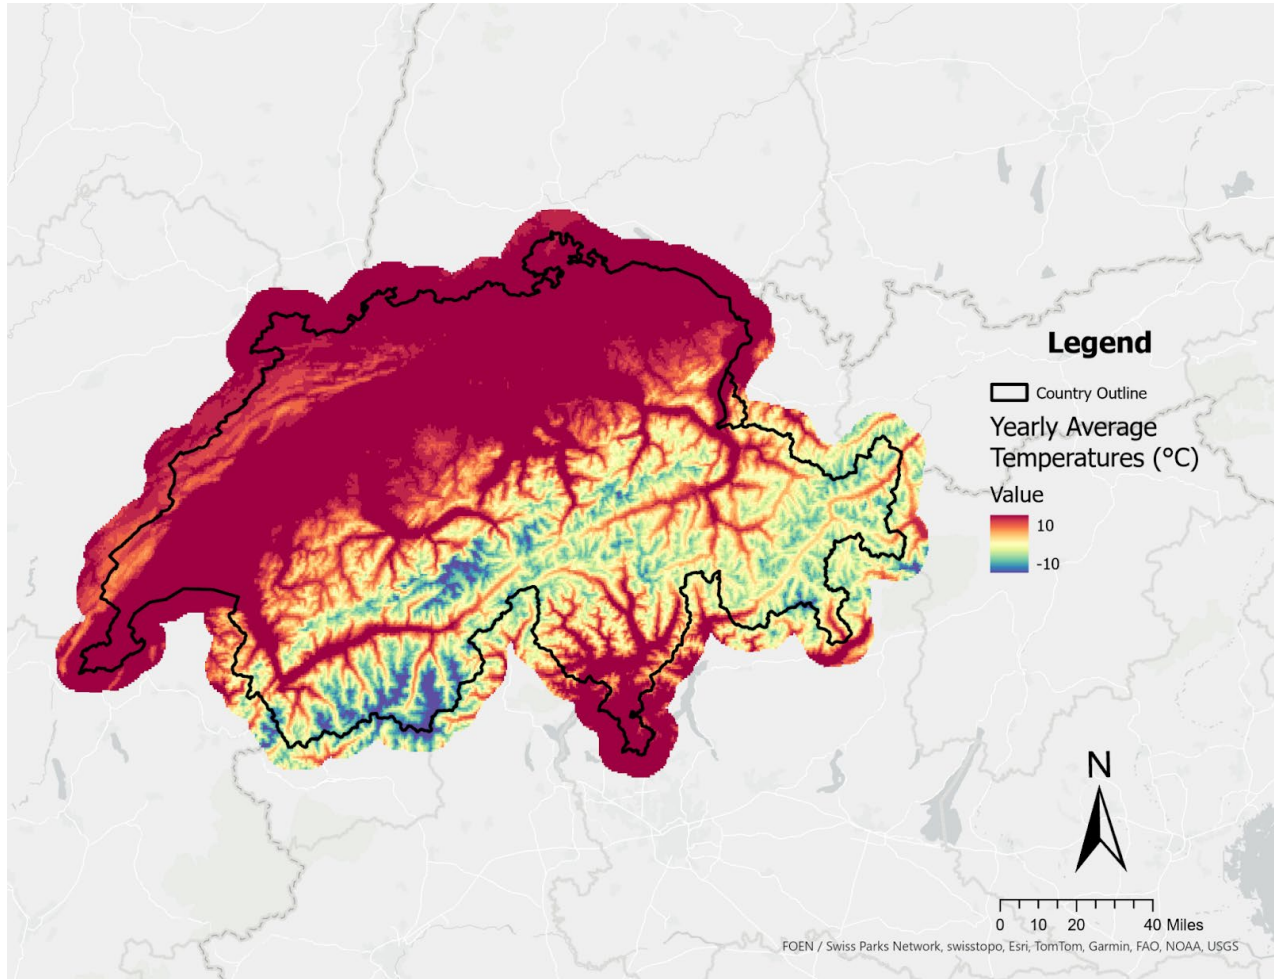 Legend
Country Outline
Yearly Average
Temperatures (°C)
Value
10
-10
N
0 10 20 40 Miles
FOEN / Swiss Parks Network, swisstopo, Esri, TomTom, Garmin, FAO, NOAA, USGS